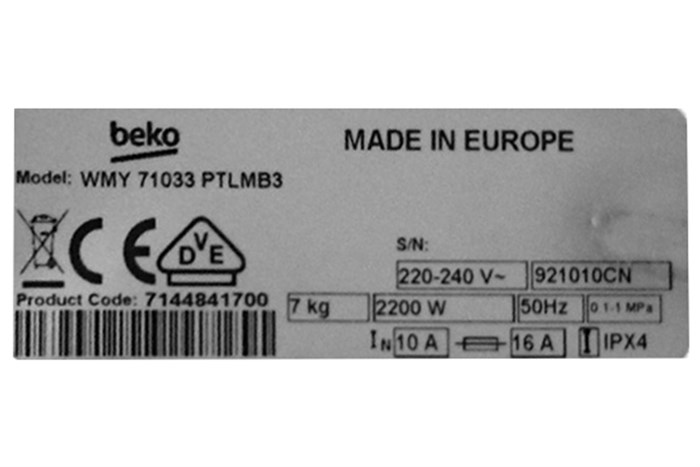 beko
MADE IN EUROPE
Model: WMY 71033 PTLMB3
CE
DVE
S/N:
220-240 V~ 921010CN
Product Code: 7144841700
7 kg 2200 W 50Hz 0.1-1 MPa
IN 10 A 16 A I IPX4